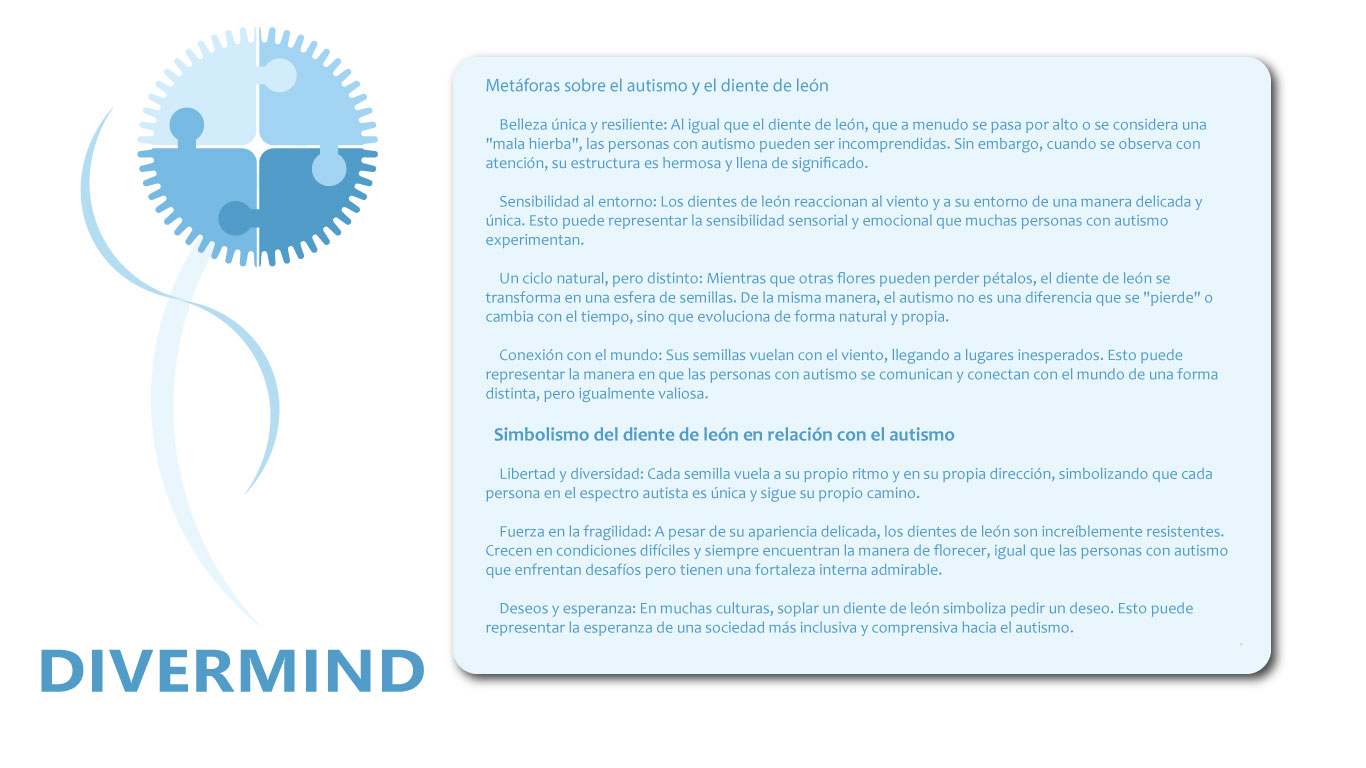 Metáforas sobre el autismo y el diente de león
Belleza única y resiliente: Al igual que el diente de león, que a menudo se pasa por alto o se considera una
"mala hierba", las personas con autismo pueden ser incomprendidas. Sin embargo, cuando se observa con
atención, su estructura es hermosa y llena de significado.
Sensibilidad al entorno: Los dientes de león reaccionan al viento y a su entorno de una manera delicada y
única. Esto puede representar la sensibilidad sensorial y emocional que muchas personas con autismo
experimentan.
Un ciclo natural, pero distinto: Mientras que otras flores pueden perder pétalos, el diente de león se
transforma en una esfera de semillas. De la misma manera, el autismo no es una diferencia que se "pierde" o
cambia con el tiempo, sino que evoluciona de forma natural y propia.
Conexión con el mundo: Sus semillas vuelan con el viento, llegando a lugares inesperados. Esto puede
representar la manera en que las personas con autismo se comunican y conectan con el mundo de una forma
distinta, pero igualmente valiosa.
Simbolismo del diente de león en relación con el autismo
Libertad y diversidad: Cada semilla vuela a su propio ritmo y en su propia dirección, simbolizando que cada
persona en el espectro autista es única y sigue su propio camino.
Fuerza en la fragilidad: A pesar de su apariencia delicada, los dientes de león son increíblemente resistentes.
Crecen en condiciones difíciles y siempre encuentran la manera de florecer, igual que las personas con autismo
que enfrentan desafíos pero tienen una fortaleza interna admirable.
Deseos y esperanza: En muchas culturas, soplar un diente de león simboliza pedir un deseo. Esto puede
representar la esperanza de una sociedad más inclusiva y comprensiva hacia el autismo.
DIVERMIND